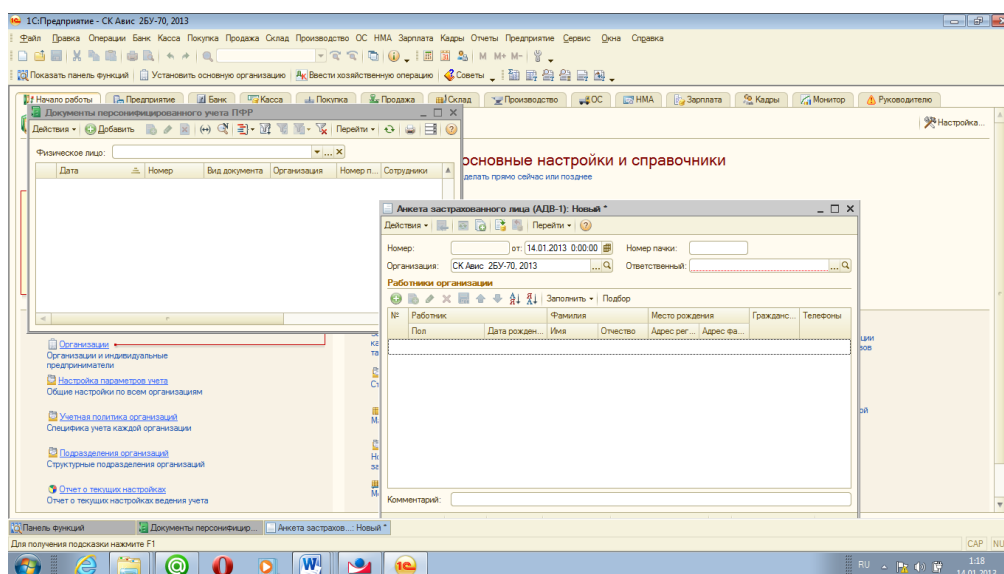 1С:Предприятие - СК Авис 2БУ-70, 2013
Файл Правка Операции Банк Касса Покупка Продажа Склад Производство ОС НМА Зарплата Кадры Отчеты Предприятие Сервис Окна Справка
M M+ M-
Показать панель функций Установить основную организацию Ввести хозяйственную операцию Советы
Начало работы Предприятие Банк Касса Покупка Продажа Склад Производство ОС НМА Зарплата Кадры Монитор Руководителю
Документы персонифицированного учета ПФР
Настройка...
Действия Добавить Перейти
Физическое лицо:
основные настройки и справочники
делать прямо сейчас или позднее
Дата Номер Вид документа Организация Номер п... Сотрудники
Анкета застрахованного лица (АДВ-1): Новый *
Действия Перейти
Номер: от: 14.01.2013 0:00:00 Номер пачки:
Организация: СК Авис 2БУ-70, 2013 Ответственный:
Работники организации
Заполнить Подбор
№ Работник Фамилия Место рождения Гражданс... Телефоны
Пол Дата рожден... Имя Отчество Адрес рег... Адрес фа...
Организации
Организации и индивидуальные
предприниматели
Настройка параметров учета
Общие настройки по всем организациям
Учетная политика организаций
Специфика учета каждой организации
Подразделения организаций
Структурные подразделения организаций
Отчет о текущих настройках
Отчет о текущих настройках ведения учета
Комментарий:
Панель функций Документы персонифицир... Анкета застрахов...: Новый *
Для получения подсказки нажмите F1 CAP NU
RU 1:18
14.01.2013